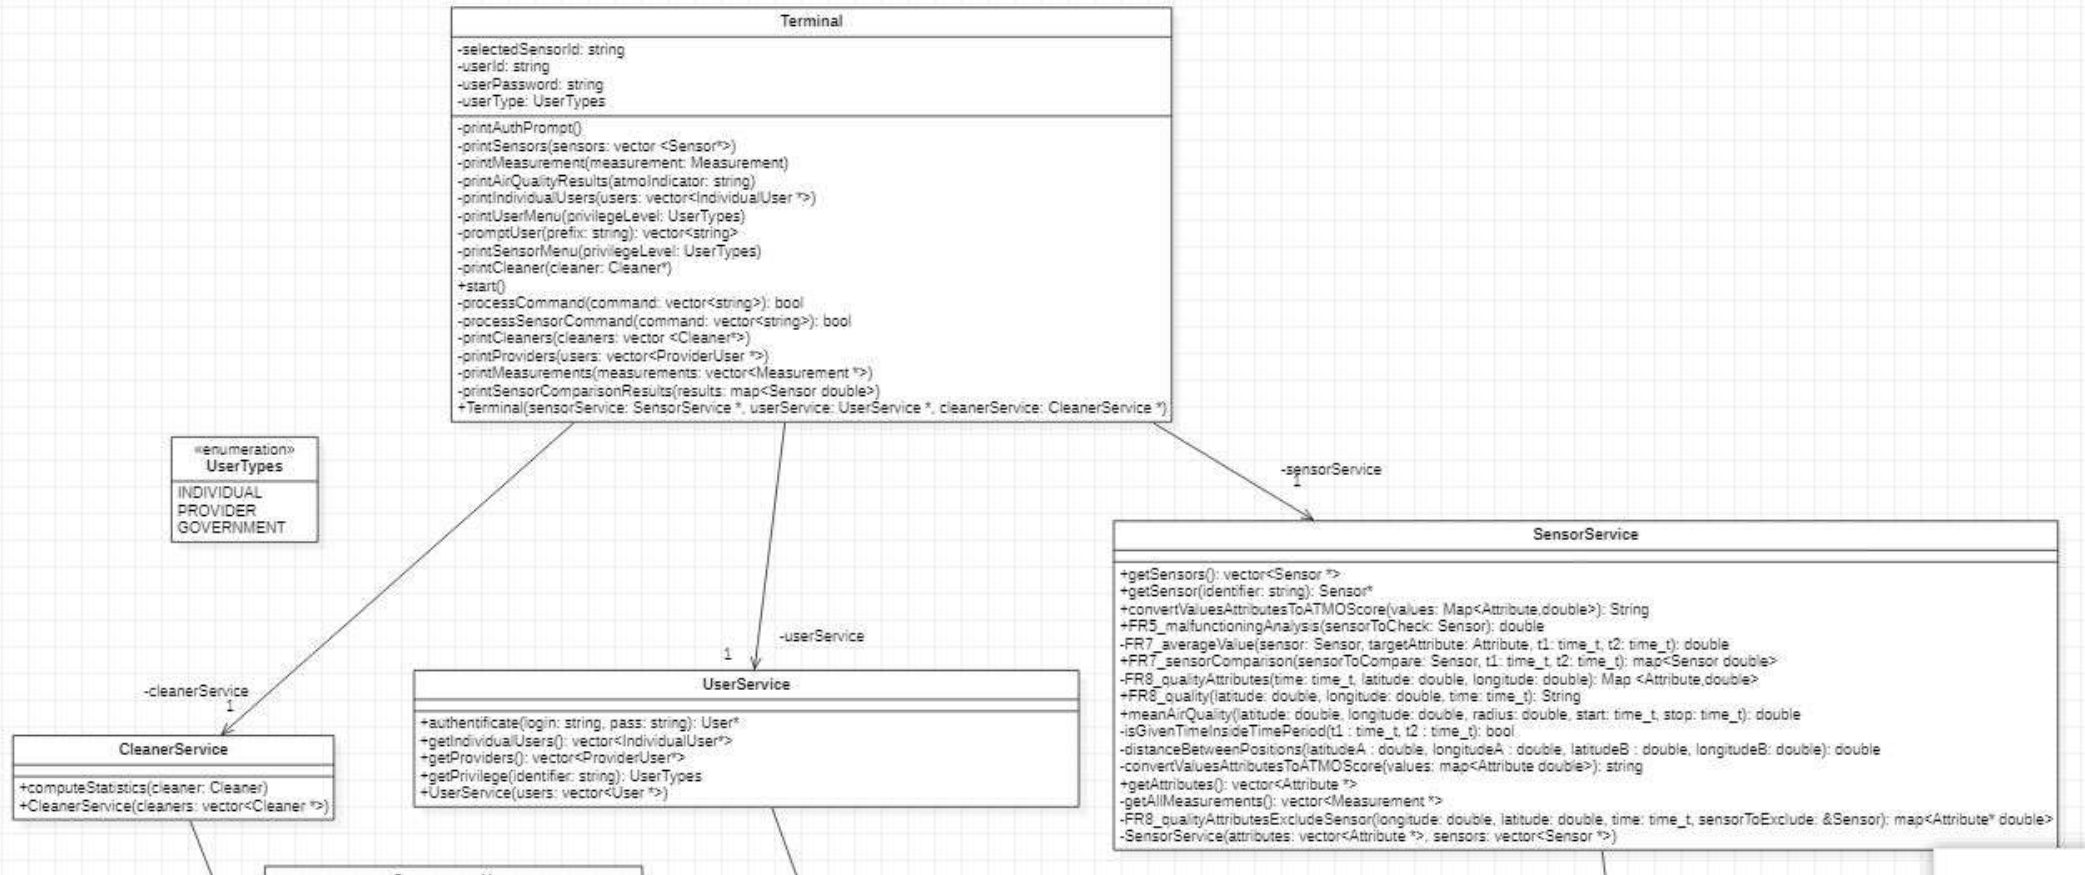 Terminal
-selectedSensorId: string
-userId: string
-userPassword: string
-userType: UserTypes
-printAuthPrompt()
-printSensors(sensors: vector <Sensor*>)
-printMeasurement(measurement: Measurement)
-printAirQualityResults(atmoIndicator: string)
-printIndividualUsers(users: vector<IndividualUser *>)
-printUserMenu(privilegeLevel: UserTypes)
-promptUser(prefix: string): vector<string>
-printSensorMenu(privilegeLevel: UserTypes)
-printCleaner(cleaner: Cleaner*)
+start()
-processCommand(command: vector<string>): bool
-processSensorCommand(command: vector<string>): bool
-printCleaners(cleaners: vector <Cleaner*>)
-printProviders(users: vector<ProviderUser *>)
-printMeasurements(measurements: vector<Measurement *>)
-printSensorComparisonResults(results: map<Sensor double>)
+Terminal(sensorService: SensorService *, userService: UserService *, cleanerService: CleanerService *)
«enumeration»
UserTypes
INDIVIDUAL
PROVIDER
GOVERNMENT
-sensorService
1
SensorService
+getSensors(): vector<Sensor *>
+getSensor(identifier: string): Sensor*
+convertValuesAttributesToATMOScore(values: Map<Attribute,double>): String
+FR5_malfunctioningAnalysis(sensorToCheck: Sensor): double
-FR7_averageValue(sensor: Sensor, targetAttribute: Attribute, t1: time_t, t2: time_t): double
+FR7_sensorComparison(sensorToCompare: Sensor, t1: time_t, t2: time_t): map<Sensor double>
-FR8_qualityAttributes(time: time_t, latitude: double, longitude: double): Map <Attribute,double>
+FR8_quality(latitude: double, longitude: double, time: time_t): String
+meanAirQuality(latitude: double, longitude: double, radius: double, start: time_t, stop: time_t): double
-isGivenTimeInsideTimePeriod(t1 : time_t, t2 : time_t): bool
-distanceBetweenPositions(latitudeA : double, longitudeA : double, latitudeB : double, longitudeB: double): double
-convertValuesAttributesToATMOScore(values: map<Attribute double>): string
+getAttributes(): vector<Attribute *>
-getAllMeasurements(): vector<Measurement *>
-FR8_qualityAttributesExcludeSensor(longitude: double, latitude: double, time: time_t, sensorToExclude: &Sensor): map<Attribute* double>
-SensorService(attributes: vector<Attribute *>, sensors: vector<Sensor *>)
-userService
1
UserService
+authentificate(login: string, pass: string): User*
+getIndividualUsers(): vector<IndividualUser*>
+getProviders(): vector<ProviderUser*>
+getPrivilege(identifier: string): UserTypes
+UserService(users: vector<User *>)
-cleanerService
1
CleanerService
+computeStatistics(cleaner: Cleaner)
+CleanerService(cleaners: vector<Cleaner *>)